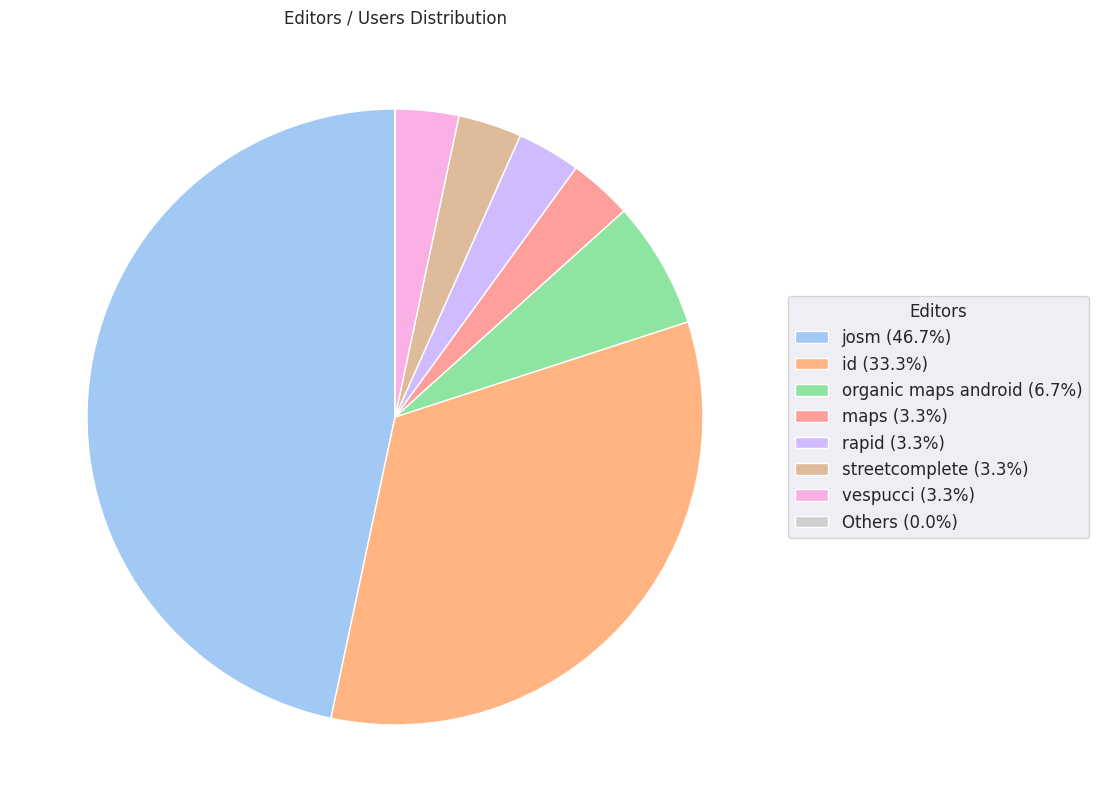 Editors / Users Distribution
Editors
josm (46.7%)
id (33.3%)
organic maps android (6.7%)
maps (3.3%)
rapid (3.3%)
streetcomplete (3.3%)
vespucci (3.3%)
Others (0.0%)